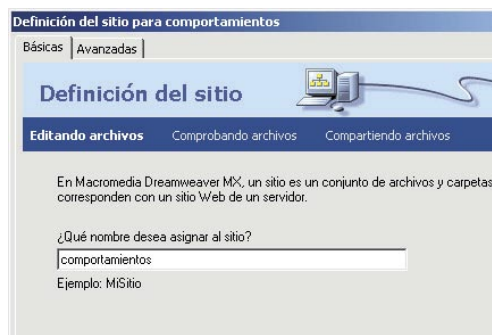 Definición del sitio para comportamientos
Básicas Avanzadas
Definición del sitio
Editando archivos Comprobando archivos Compartiendo archivos
En Macromedia Dreamweaver MX, un sitio es un conjunto de archivos y carpetas
corresponden con un sitio Web de un servidor.
¿Qué nombre desea asignar al sitio?
comportamientos
Ejemplo: MiSitio